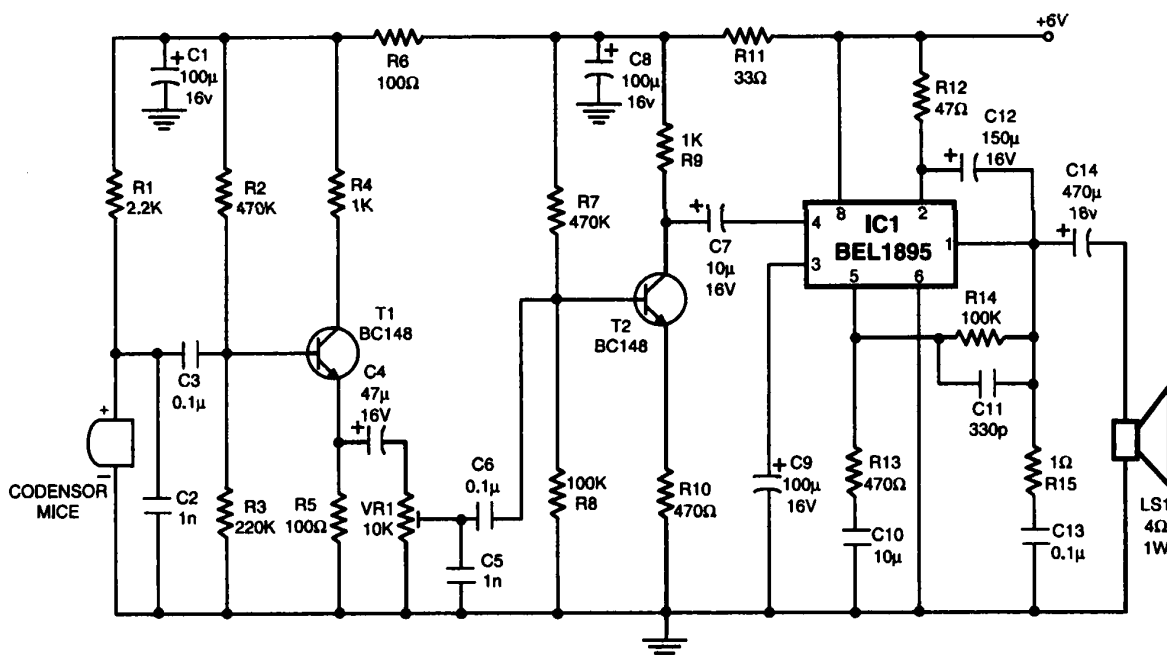 +6V
C1
100µ
16v
R6
100Ω
C8
100µ
16v
R11
33Ω
R12
47Ω
C12
150µ
16V
C14
470µ
16v
R1
2.2K
R2
470K
R4
1K
R7
470K
1K
R9
C7
10µ
16V
4
8
2
IC1
BEL1895
1
3
5
6
T1
BC148
T2
BC148
R14
100K
C3
0.1µ
C4
47µ
16V
C11
330p
CODENSOR
MICE
C2
1n
R3
220K
R5
100Ω
VR1
10K
C6
0.1µ
C5
1n
100K
R8
R10
470Ω
C9
100µ
16V
R13
470Ω
C10
10µ
1Ω
R15
C13
0.1µ
LS1
4Ω
1W